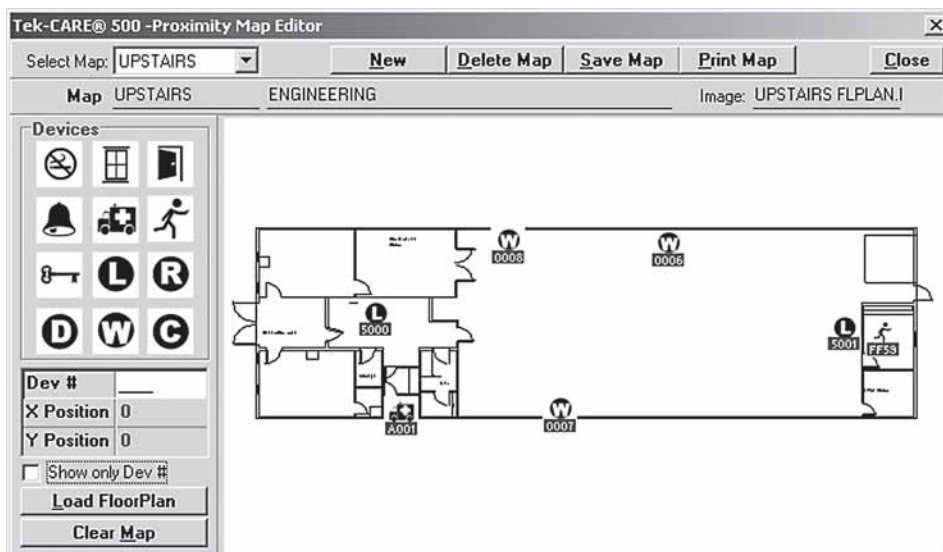 Tek-CARE® 500 -Proximity Map Editor
Select Map: UPSTAIRS New Delete Map Save Map Print Map Close
Map UPSTAIRS ENGINEERING Image: UPSTAIRS FLPLAN.I
Devices
L R
D W C
Dev #
X Position 0
Y Position 0
Show only Dev #
Load FloorPlan
Clear Map
W W
0008 0006
L L
5000 5001 FF59
W
A001 0007